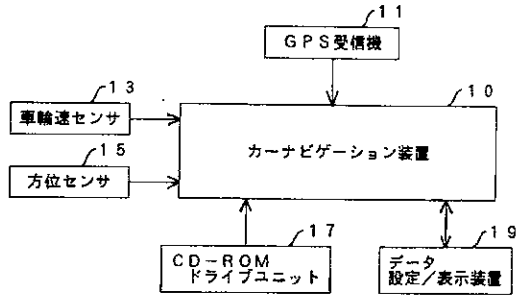 11
GPS受信機
13
車輪速センサ
10
カーナビゲーション装置
15
方位センサ
17
CD-ROM
ドライブユニット
19
データ
設定/表示装置